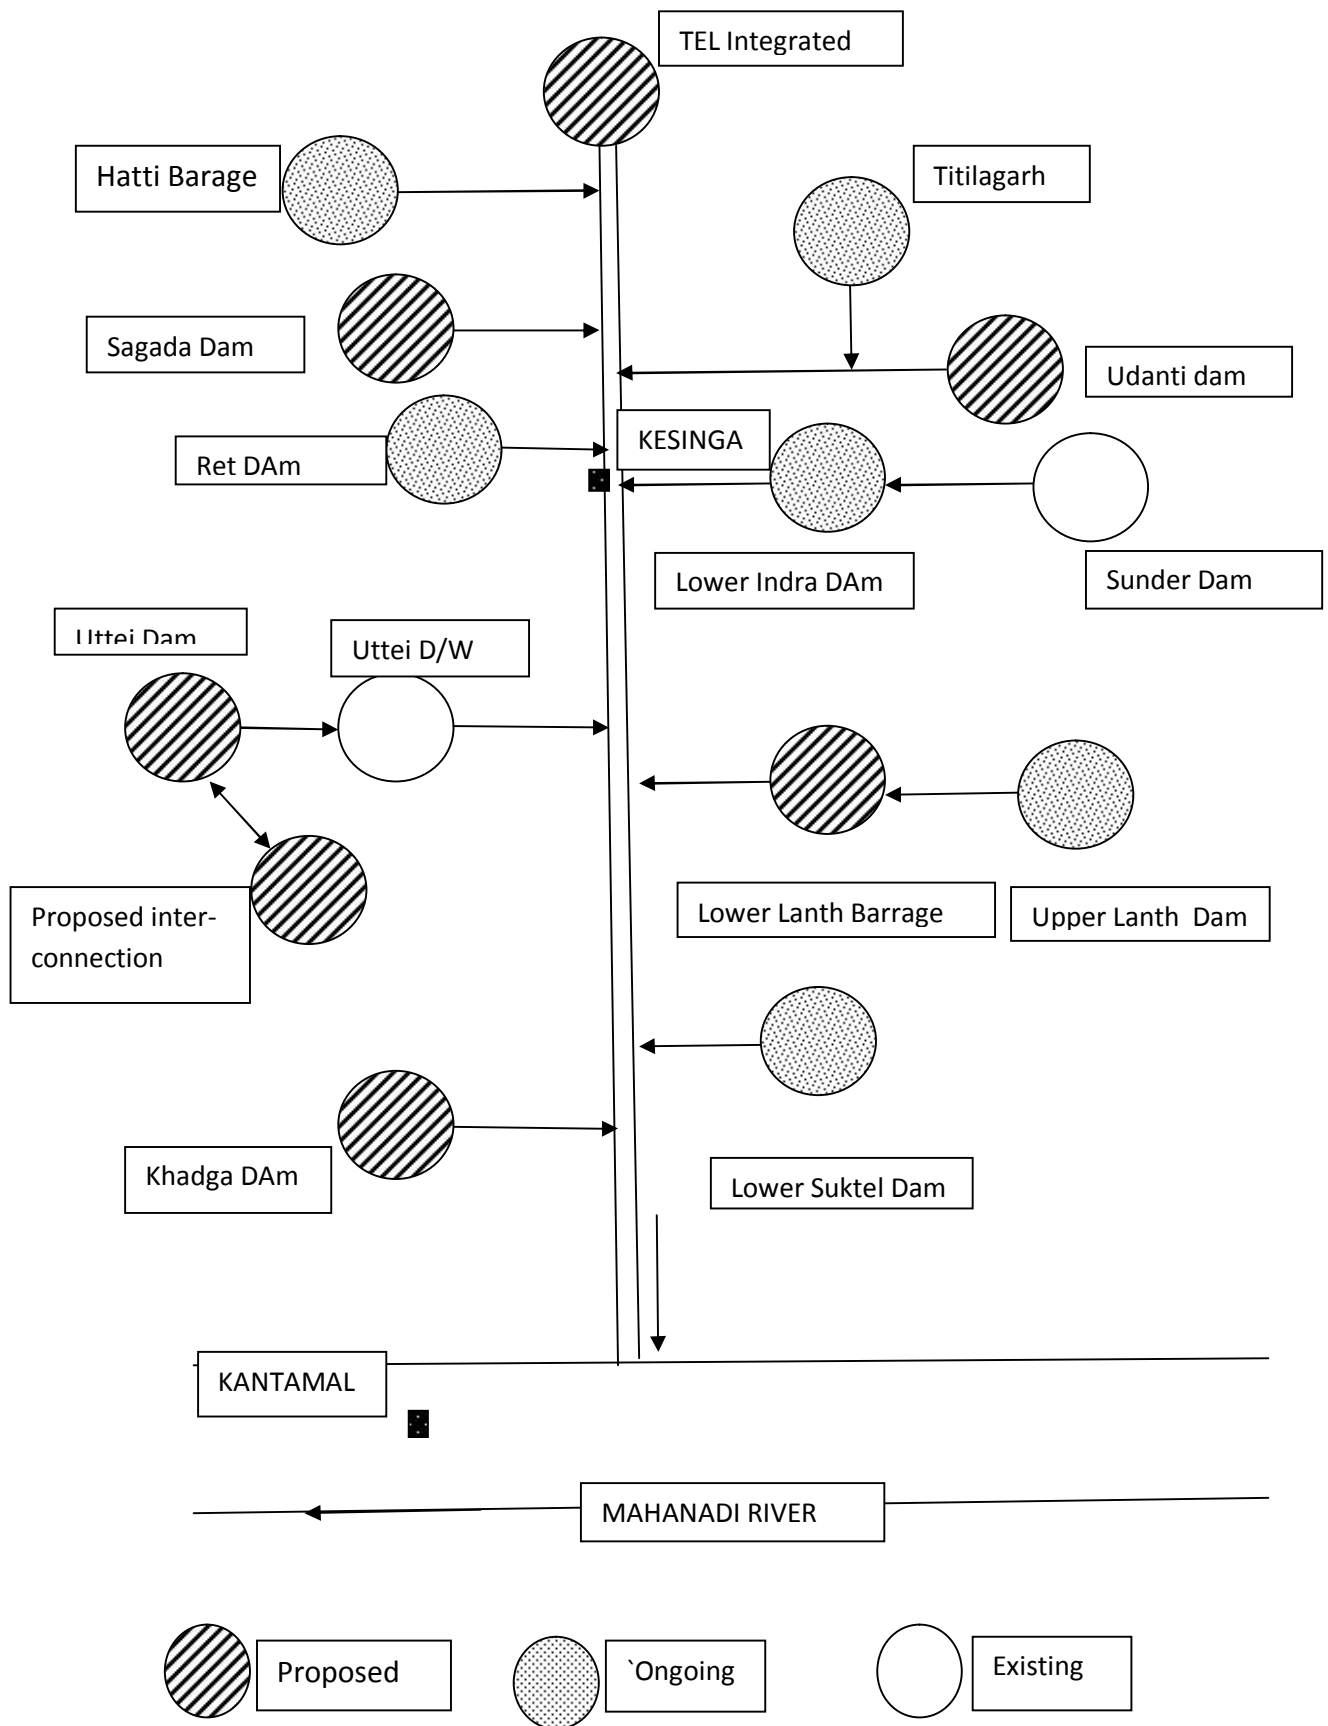 TEL Integrated
Hatti Barage
Titilagarh
Sagada Dam
Udanti dam
KESINGA
Ret DAm
Lower Indra DAm
Sunder Dam
Uttei Dam
Uttei D/W
Lower Lanth Barrage
Upper Lanth Dam
Proposed inter-
connection
Khadga DAm
Lower Suktel Dam
KANTAMAL
MAHANADI RIVER
Proposed
`Ongoing
Existing